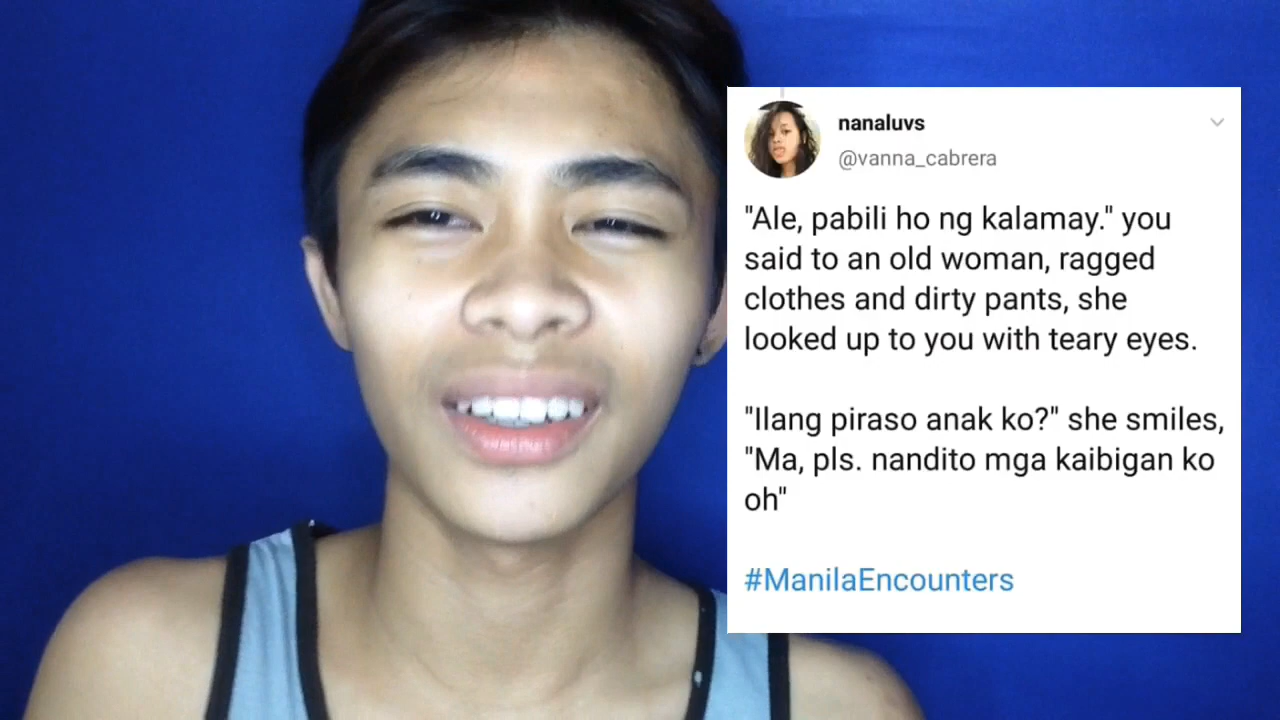 nanaluvs
@vanna_cabrera
"Ale, pabili ho ng kalamay." you
said to an old woman, ragged
clothes and dirty pants, she
looked up to you with teary eyes.
"Ilang piraso anak ko?" she smiles,
"Ma, pls. nandito mga kaibigan ko
oh"
#ManilaEncounters